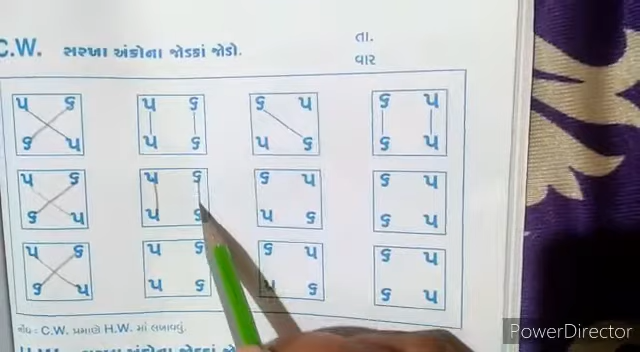 C.W. સરખા અંકોના જોડકાં જોડો.
તા.
વાર
૫ ૬ ૫ ૬ ૬ ૫ ૬ ૫
૬ ૫ ૫ ૬ ૫ ૬ ૬ ૫
૫ ૬ ૫ ૬ ૬ ૫ ૬ ૫
૬ ૫ ૫ ૬ ૫ ૬ ૬ ૫
૫ ૬ ૫ ૬ ૬ ૫ ૬ ૫
૬ ૫ ૫ ૬ ૫ ૬ ૬ ૫
નોંધ : C.W. પ્રમાણે H.W. માં લખાવવું.
સરખા અંકોના જોડકાં
PowerDirector